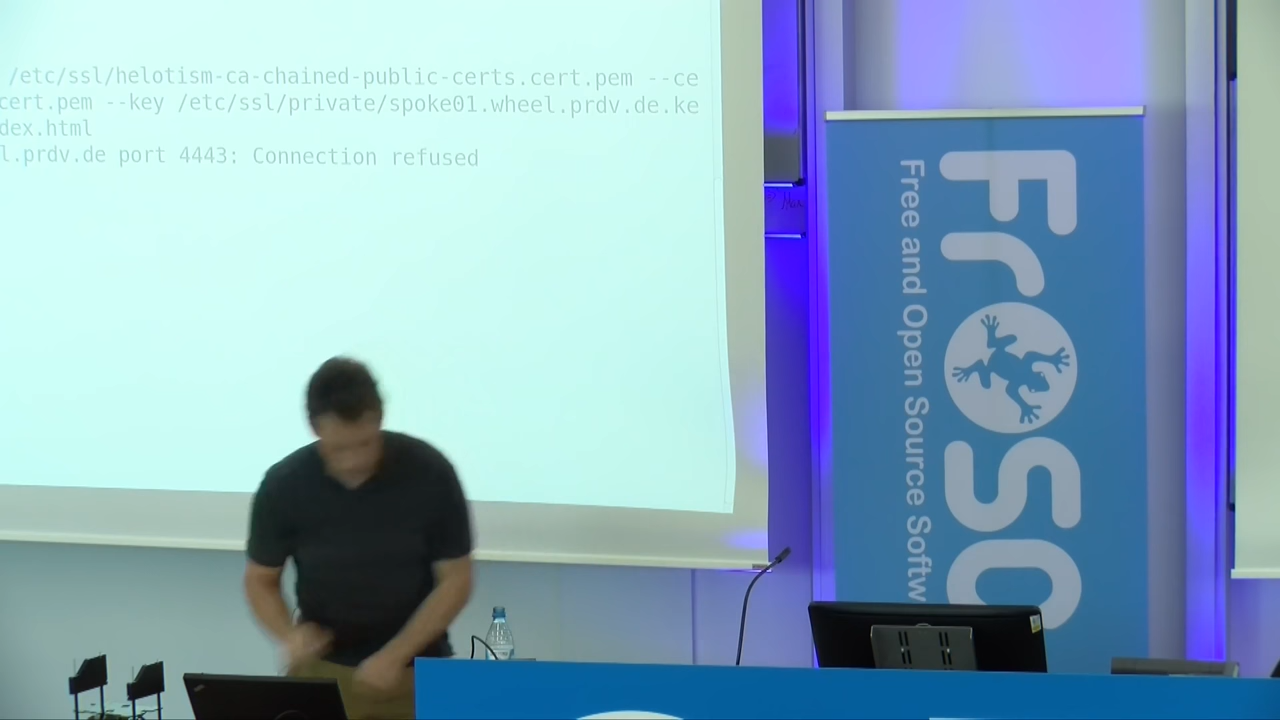 /etc/ssl/helotism-ca-chained-public-certs.cert.pem --ce
cert.pem --key /etc/ssl/private/spoke01.wheel.prdv.de.ke
dex.html
l.prdv.de port 4443: Connection refused
FrOSC
Free and Open Source Softw